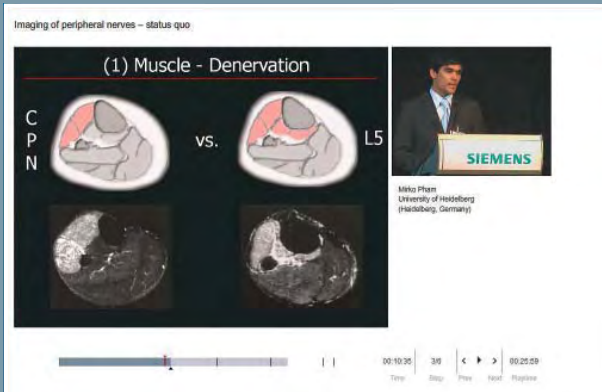 Imaging of peripheral nerves – status quo
(1) Muscle - Denervation
C
P
N
vs.
L5
SIEMENS
Mirko Pham
University of Heidelberg
(Heidelberg, Germany)
00:10:35
3/6
00:25:59
Time
Step
Prev
Next
Playtime